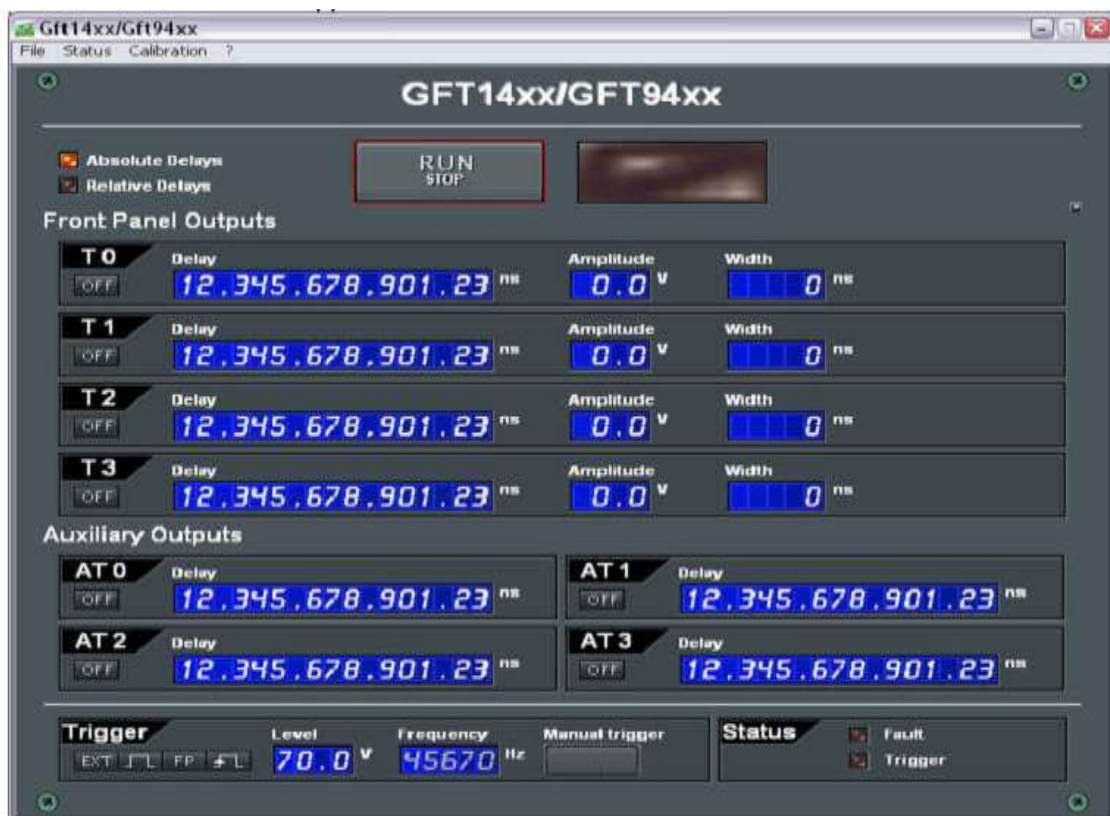 Gft14xx/Gft94xx
File Status Calibration ?
GFT14xx/GFT94xx
Absolute Delays
Relative Delays
RUN
STOP
Front Panel Outputs
T0 Delay Amplitude Width
OFF 12.345.678.901.23 ns 0.0 V 0 ns
T1 Delay Amplitude Width
OFF 12.345.678.901.23 ns 0.0 V 0 ns
T2 Delay Amplitude Width
OFF 12.345.678.901.23 ns 0.0 V 0 ns
T3 Delay Amplitude Width
OFF 12.345.678.901.23 ns 0.0 V 0 ns
Auxiliary Outputs
AT0 Delay AT1 Delay
OFF 12.345.678.901.23 ns OFF 12.345.678.901.23 ns
AT2 Delay AT3 Delay
OFF 12.345.678.901.23 ns OFF 12.345.678.901.23 ns
Trigger Level Frequency Manual trigger Status Fault
EXT FP 70.0 V 45670 Hz Trigger